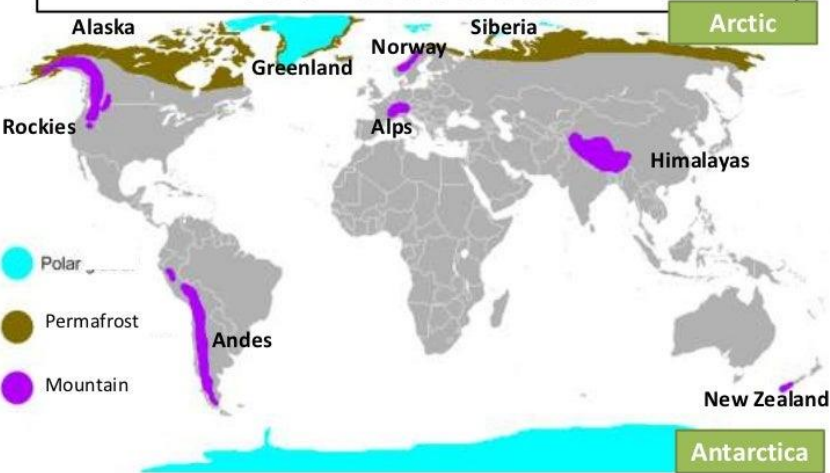 Alaska
Siberia
Arctic
Norway
Greenland
Rockies
Alps
Himalayas
Polar
Permafrost
Andes
Mountain
New Zealand
Antarctica